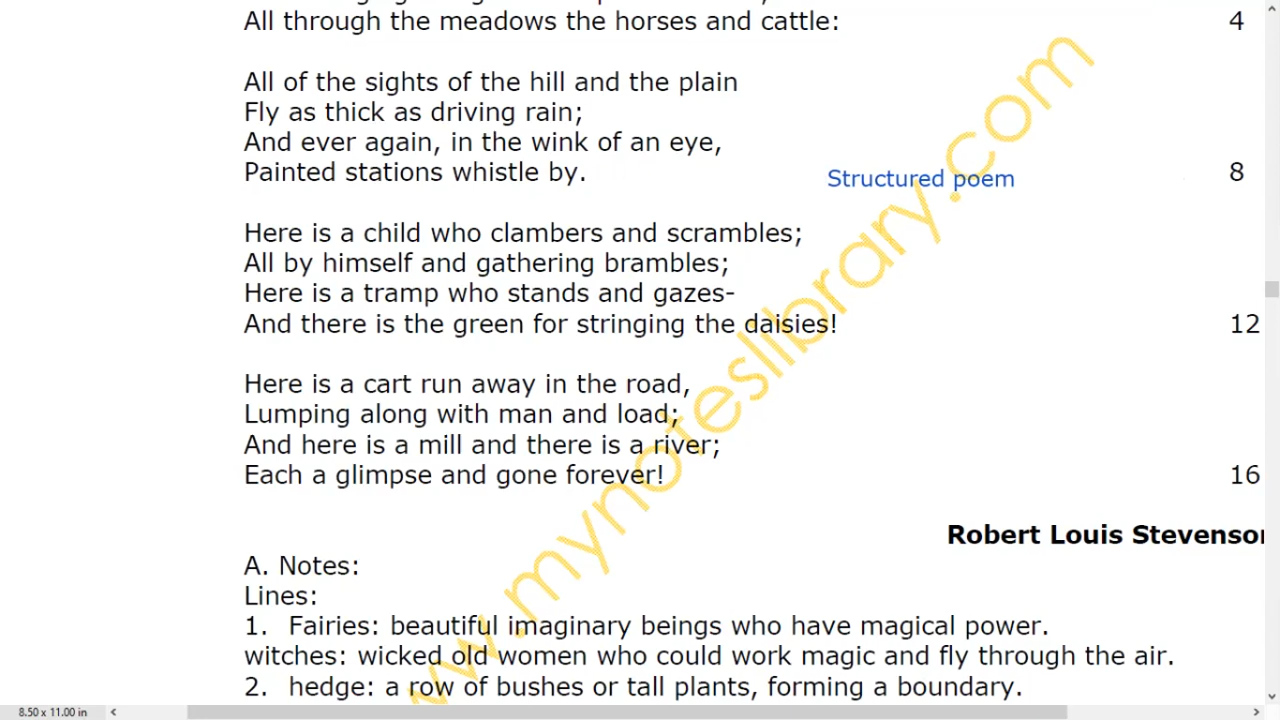 All through the meadows the horses and cattle: 4
All of the sights of the hill and the plain
Fly as thick as driving rain;
And ever again, in the wink of an eye,
Painted stations whistle by. 8
Structured poem
Here is a child who clambers and scrambles;
All by himself and gathering brambles;
Here is a tramp who stands and gazes-
And there is the green for stringing the daisies! 12
Here is a cart run away in the road,
Lumping along with man and load;
And here is a mill and there is a river;
Each a glimpse and gone forever! 16
Robert Louis Stevenson
A. Notes:
Lines:
1. Fairies: beautiful imaginary beings who have magical power.
witches: wicked old women who could work magic and fly through the air.
2. hedge: a row of bushes or tall plants, forming a boundary.
ww.mynoteslibrary.com
8.50 x 11.00 in